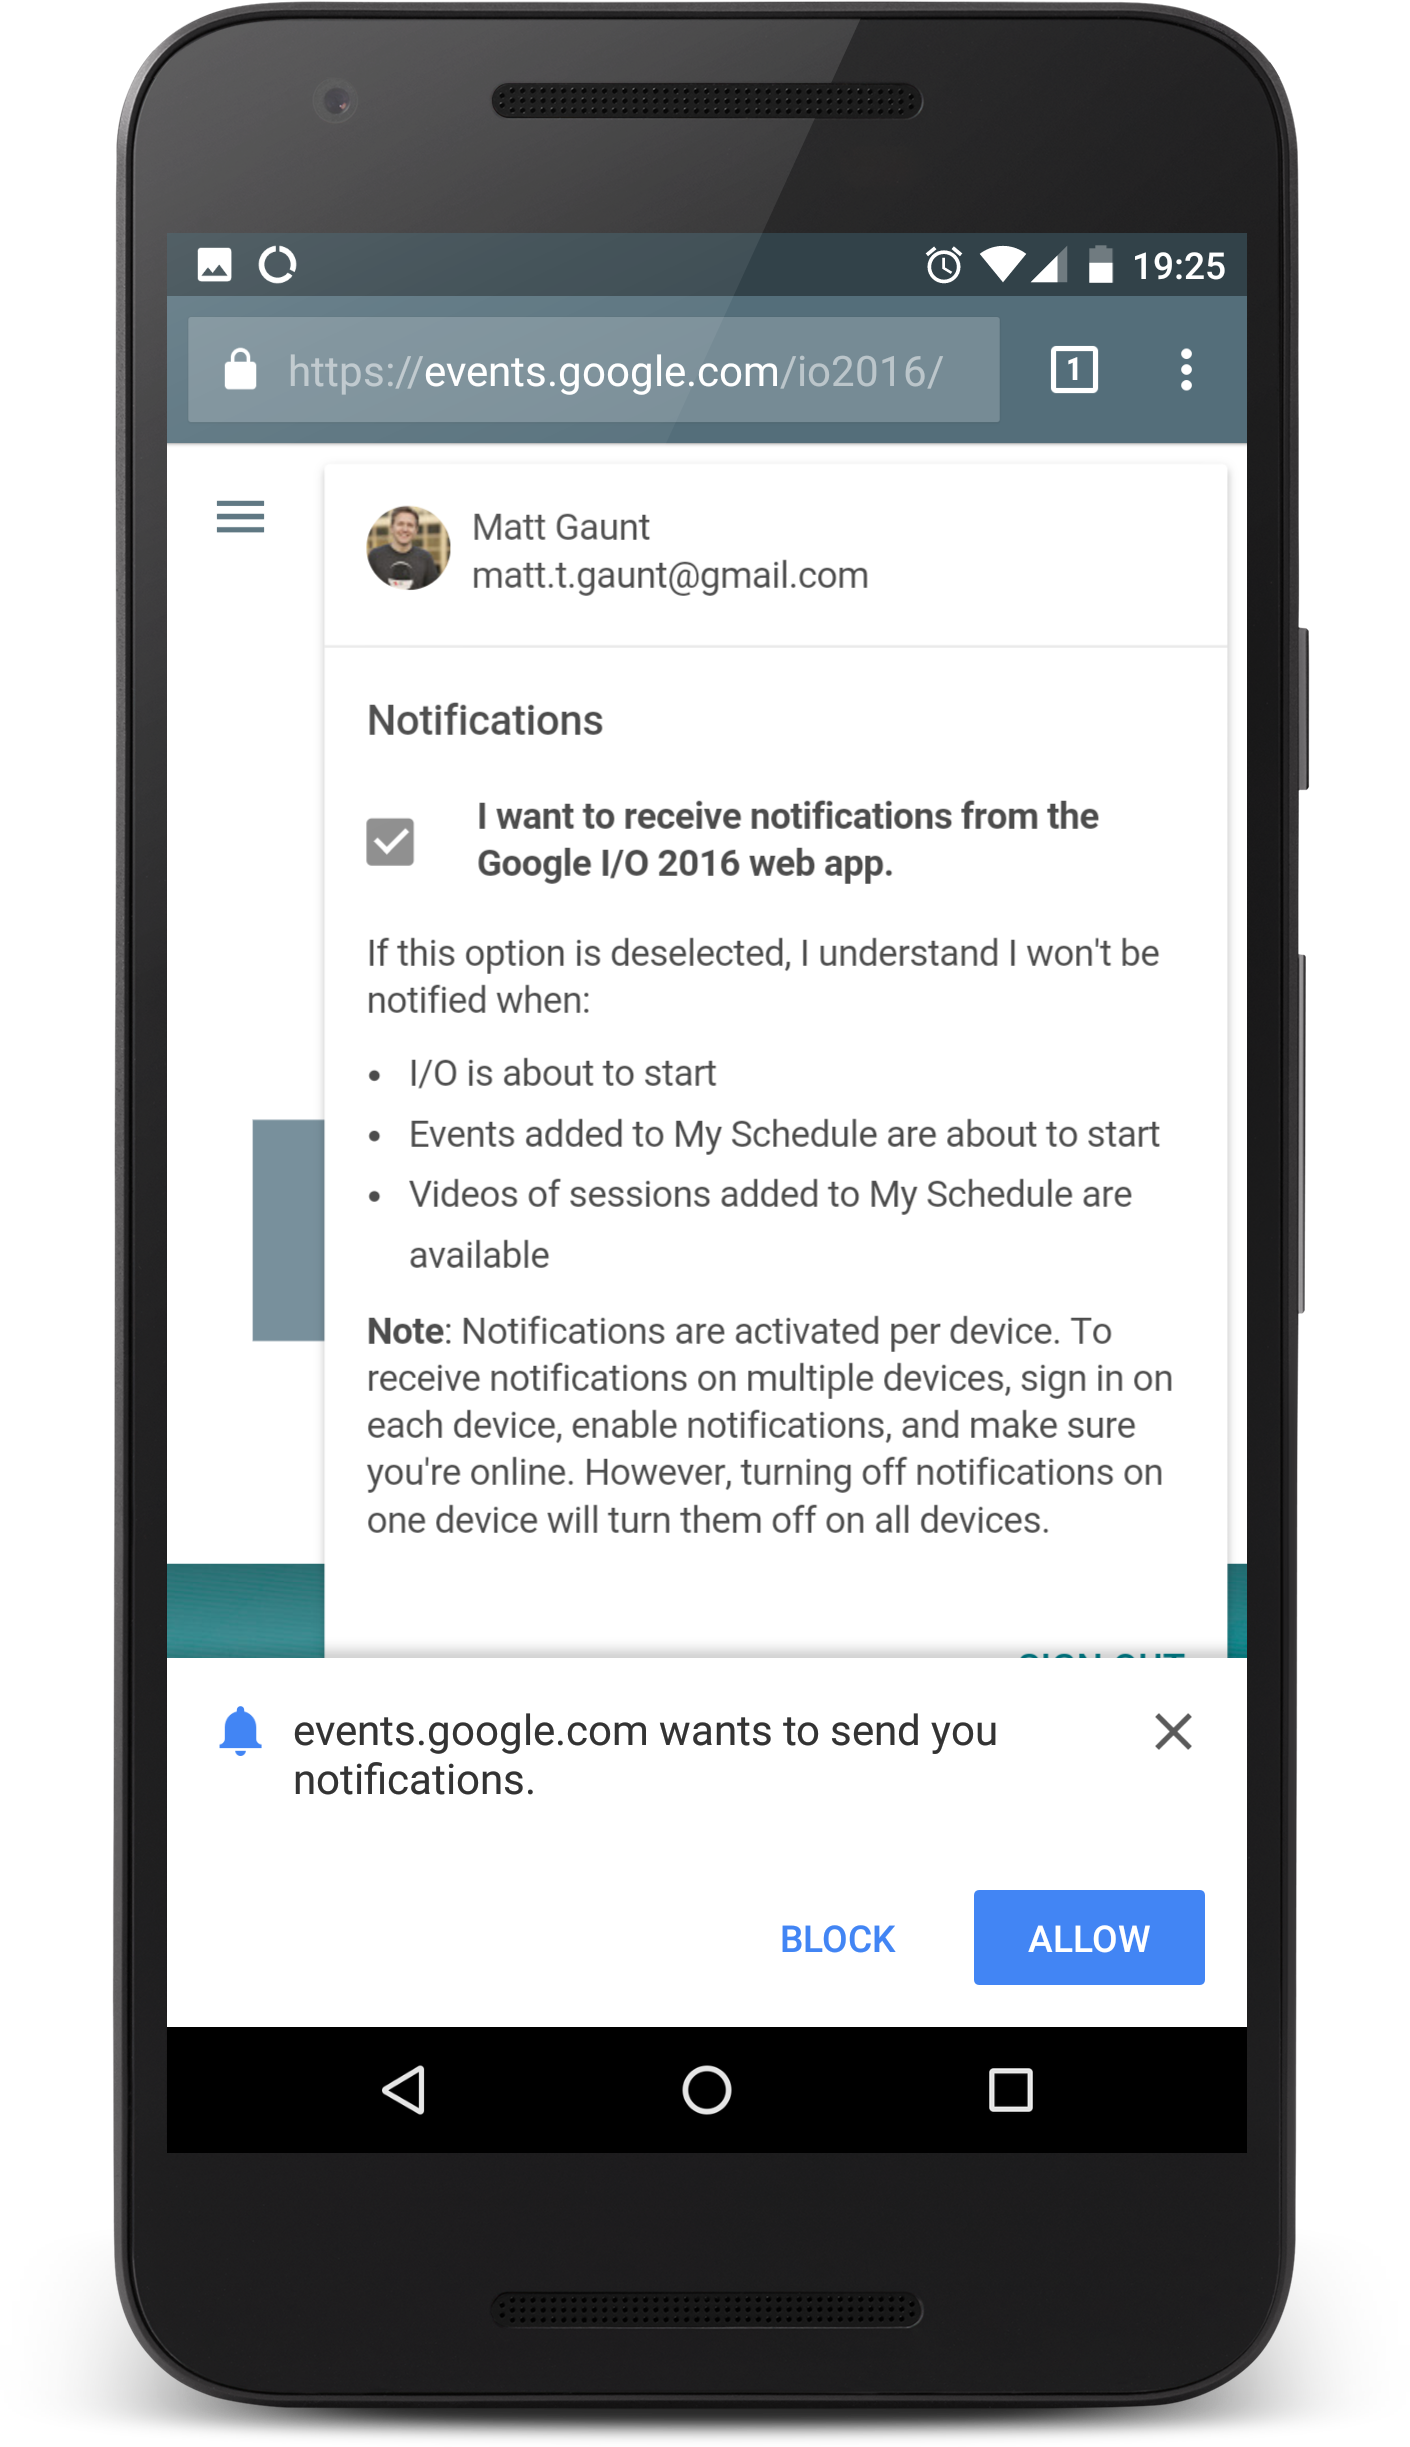 19:25
https://events.google.com/io2016/
1
Matt Gaunt
matt.t.gaunt@gmail.com
Notifications
I want to receive notifications from the
Google I/O 2016 web app.
If this option is deselected, I understand I won't be
notified when:
• I/O is about to start
• Events added to My Schedule are about to start
• Videos of sessions added to My Schedule are
available
Note: Notifications are activated per device. To
receive notifications on multiple devices, sign in on
each device, enable notifications, and make sure
you're online. However, turning off notifications on
one device will turn them off on all devices.
SIGN OUT
events.google.com wants to send you
notifications.
BLOCK
ALLOW